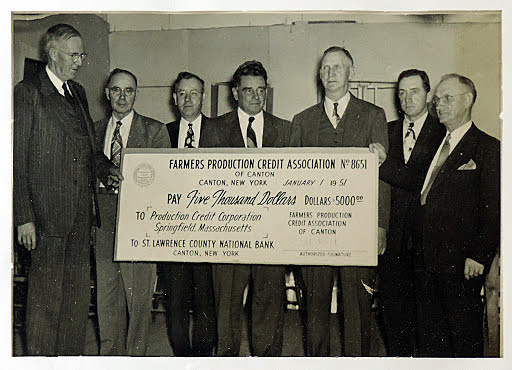 FARMERS PRODUCTION CREDIT ASSOCIATION No 8651
OF CANTON
CANTON, NEW YORK JANUARY 1 1951
PAY Five Thousand Dollars DOLLARS $5000.00
TO Production Credit Corporation
Springfield, Massachusetts
FARMERS PRODUCTION
CREDIT ASSOCIATION
OF CANTON
TO ST. LAWRENCE COUNTY NATIONAL BANK
CANTON, NEW YORK
AUTHORIZED SIGNATURE